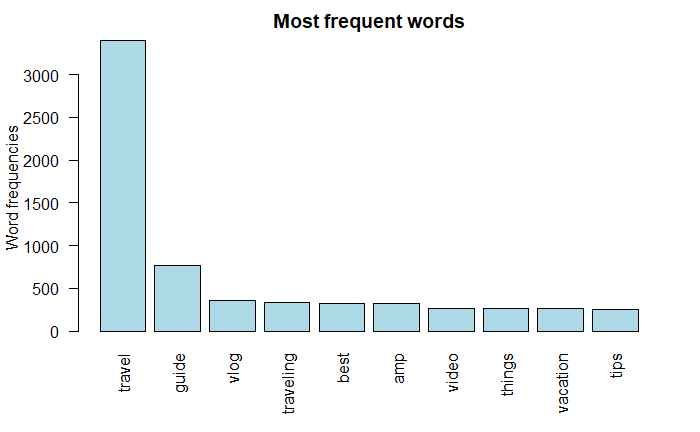 Most frequent words
Word frequencies
3000
2500
2000
1500
1000
500
0
travel
guide
vlog
traveling
best
amp
video
things
vacation
tips